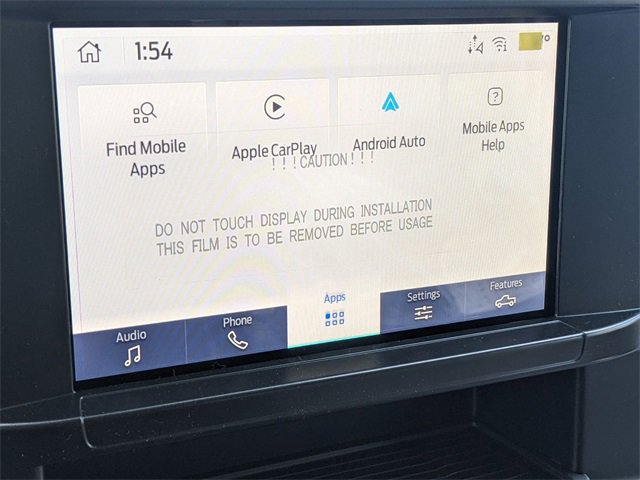 1:54
Find Mobile
Apps
Apple CarPlay
Android Auto
Mobile Apps
Help
!!!CAUTION!!!
DO NOT TOUCH DISPLAY DURING INSTALLATION
THIS FILM IS TO BE REMOVED BEFORE USAGE
Audio
Phone
Apps
Settings
Features